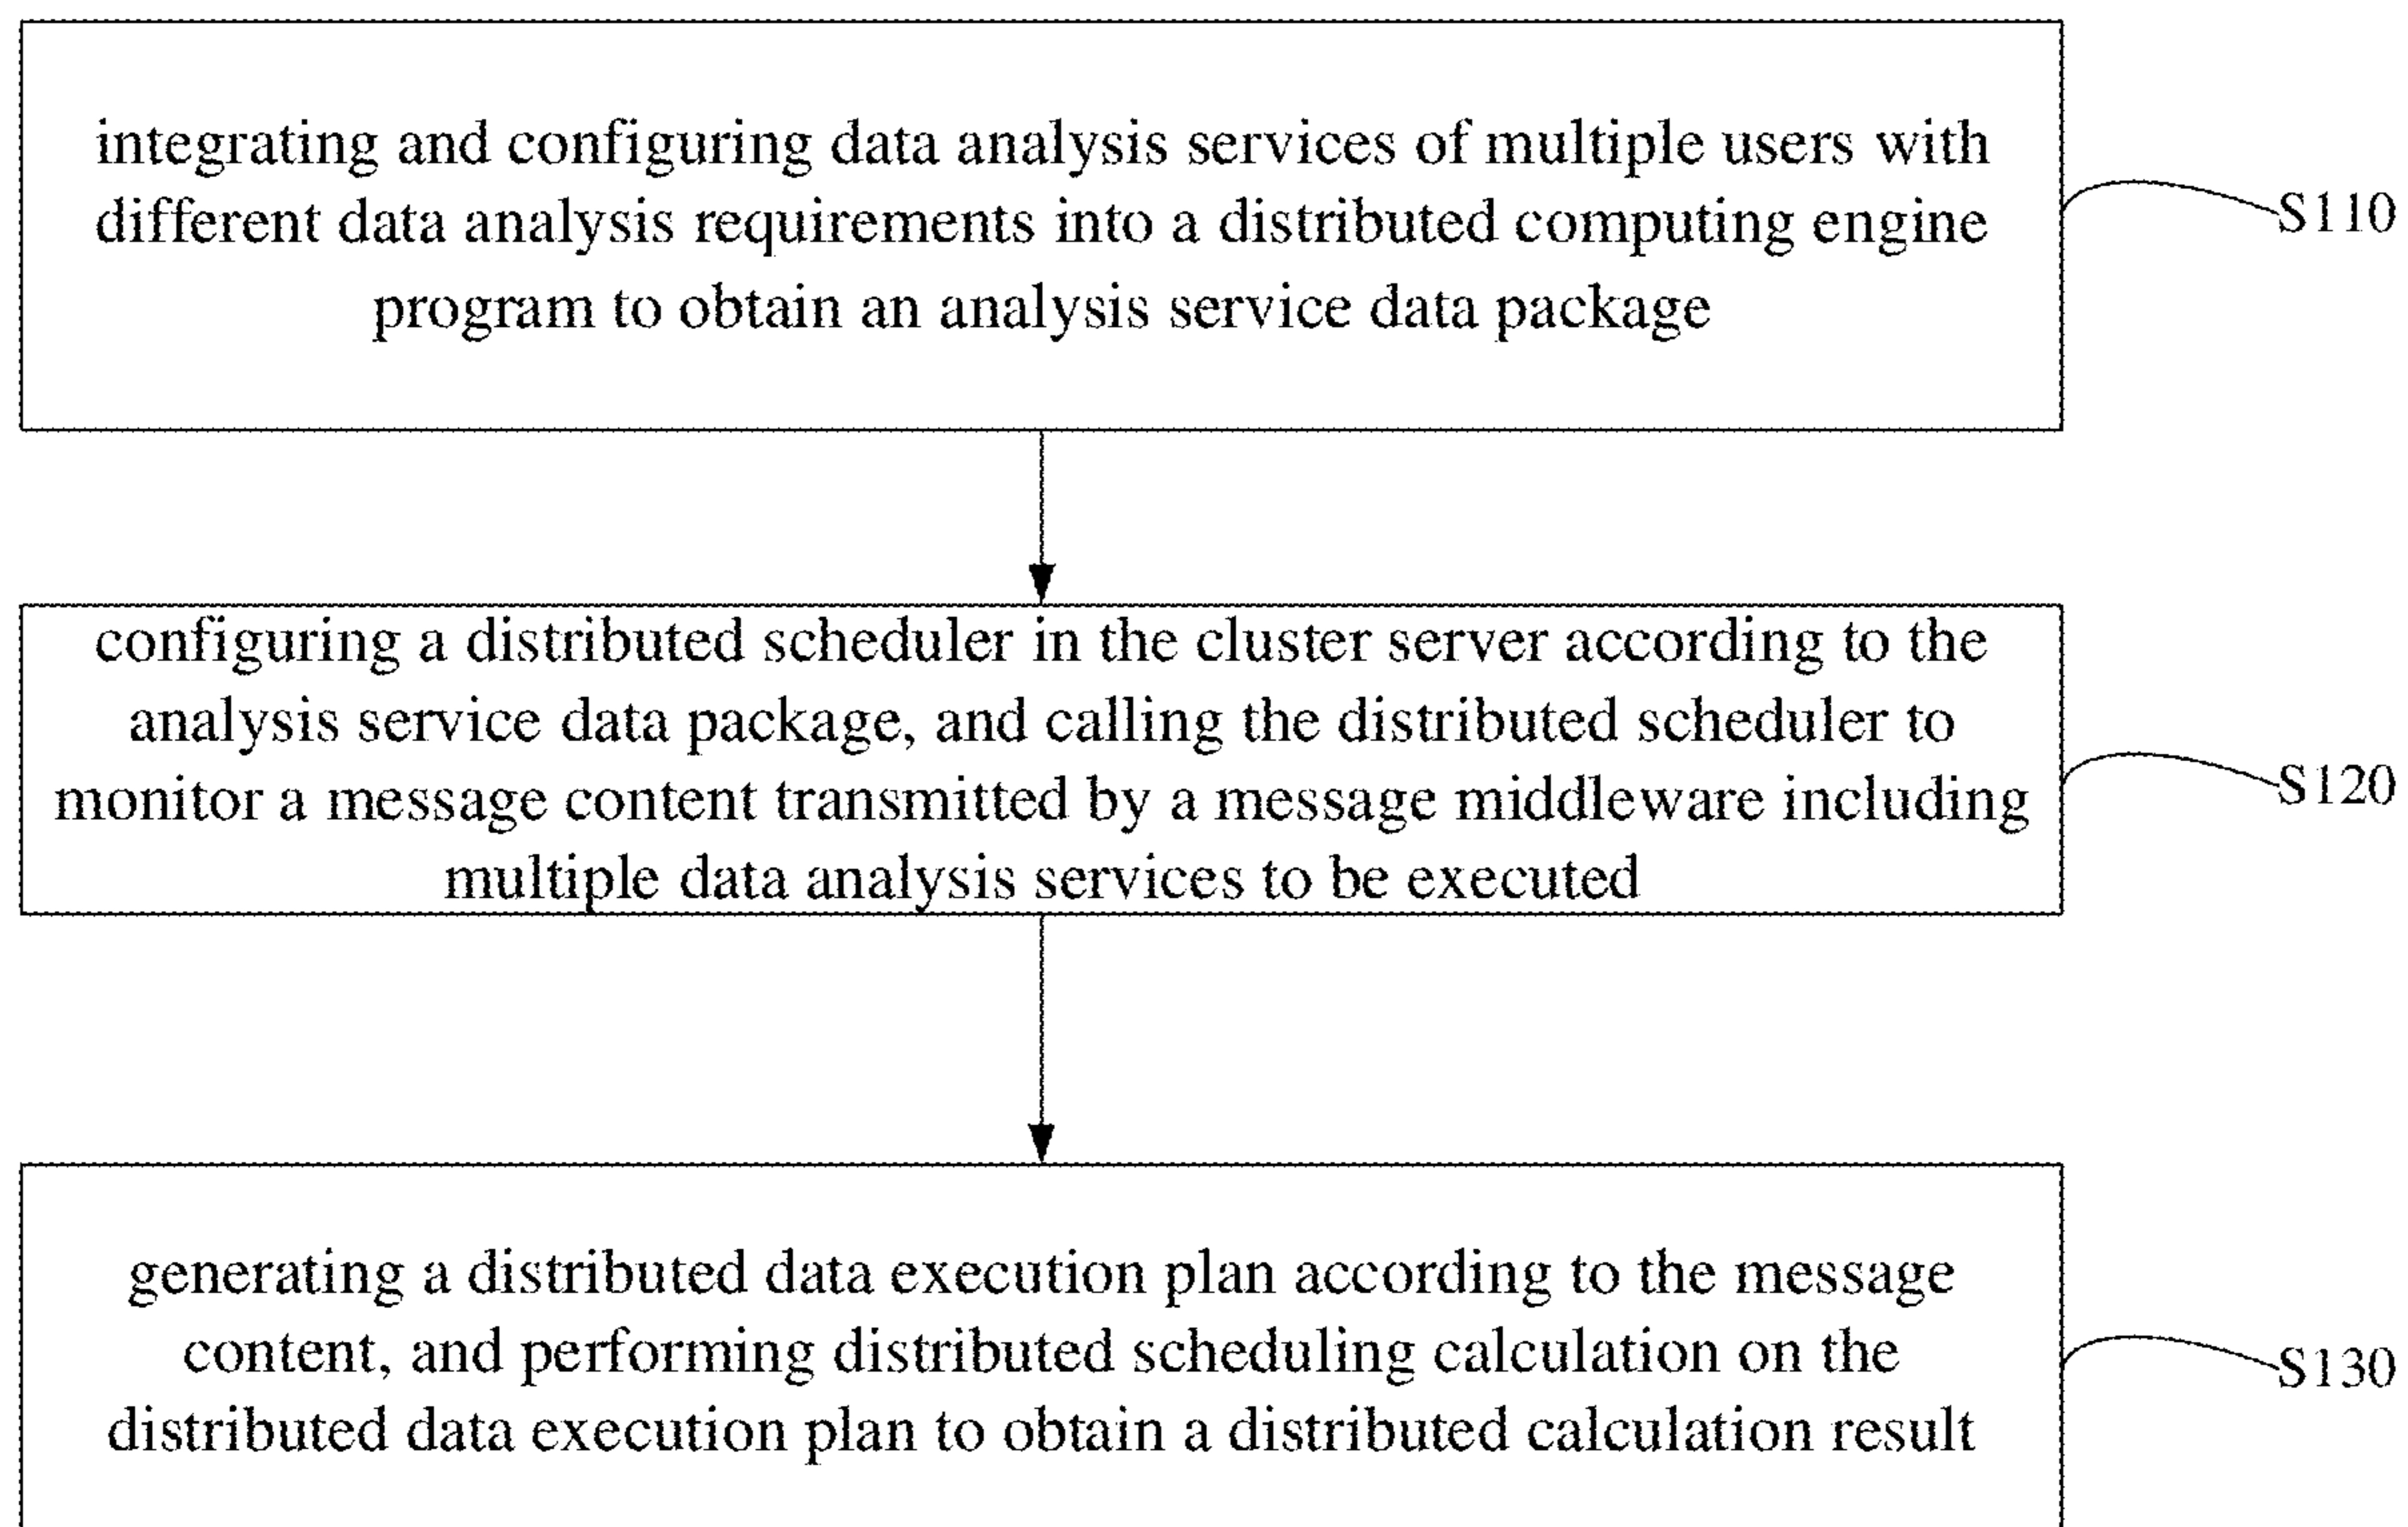 integrating and configuring data analysis services of multiple users with
different data analysis requirements into a distributed computing engine
program to obtain an analysis service data package
S110
configuring a distributed scheduler in the cluster server according to the
analysis service data package, and calling the distributed scheduler to
monitor a message content transmitted by a message middleware including
multiple data analysis services to be executed
S120
generating a distributed data execution plan according to the message
content, and performing distributed scheduling calculation on the
distributed data execution plan to obtain a distributed calculation result
S130